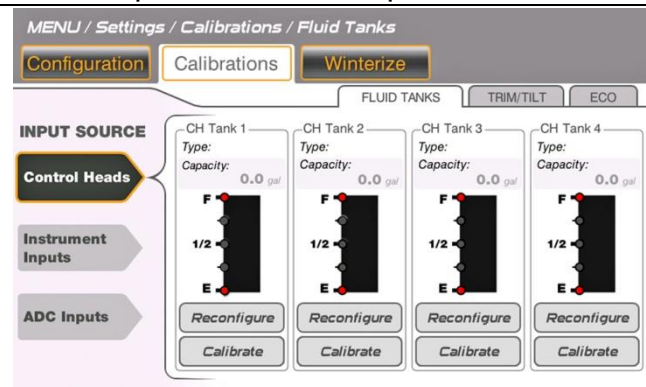 MENU / Settings / Calibrations / Fluid Tanks
Configuration Calibrations Winterize
FLUID TANKS TRIM/TILT ECO
INPUT SOURCE
Control Heads
Instrument
Inputs
ADC Inputs
CH Tank 1
Type:
Capacity:
0.0 gal
F
1/2
E
Reconfigure
Calibrate
CH Tank 2
Type:
Capacity:
0.0 gal
F
1/2
E
Reconfigure
Calibrate
CH Tank 3
Type:
Capacity:
0.0 gal
F
1/2
E
Reconfigure
Calibrate
CH Tank 4
Type:
Capacity:
0.0 gal
F
1/2
E
Reconfigure
Calibrate